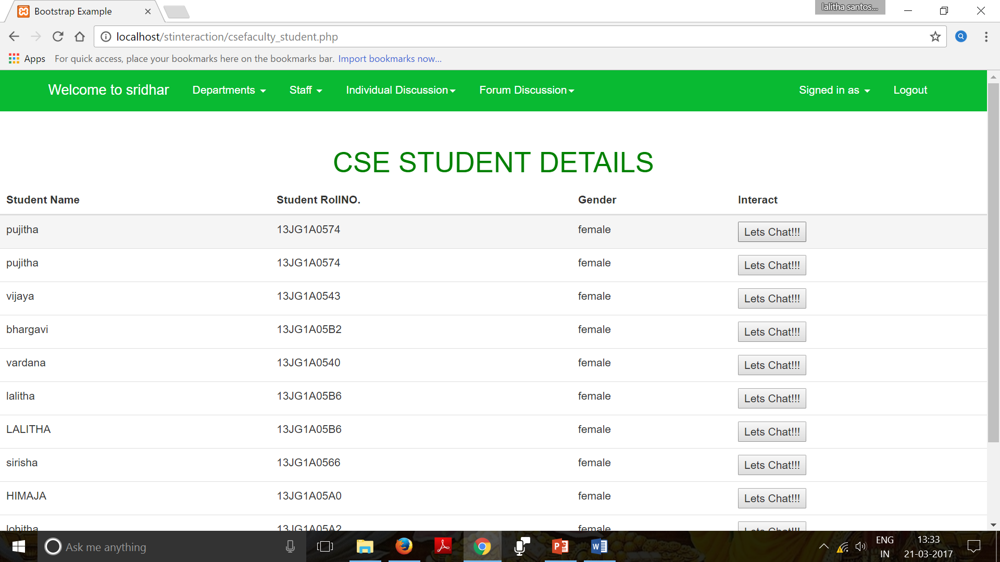 Bootstrap Example
lalitha santos...
localhost/stinteraction/csefaculty_student.php
Apps For quick access, place your bookmarks here on the bookmarks bar. Import bookmarks now...
Welcome to sridhar Departments Staff Individual Discussion Forum Discussion Signed in as Logout
CSE STUDENT DETAILS
Student Name Student RollNO. Gender Interact
pujitha 13JG1A0574 female Lets Chat!!!
pujitha 13JG1A0574 female Lets Chat!!!
vijaya 13JG1A0543 female Lets Chat!!!
bhargavi 13JG1A05B2 female Lets Chat!!!
vardana 13JG1A0540 female Lets Chat!!!
lalitha 13JG1A05B6 female Lets Chat!!!
LALITHA 13JG1A05B6 female Lets Chat!!!
sirisha 13JG1A0566 female Lets Chat!!!
HIMAJA 13JG1A05A0 female Lets Chat!!!
lohitha 13JG1A05A2 female Lets Chat!!!
Ask me anything
ENG 13:33
IN 21-03-2017